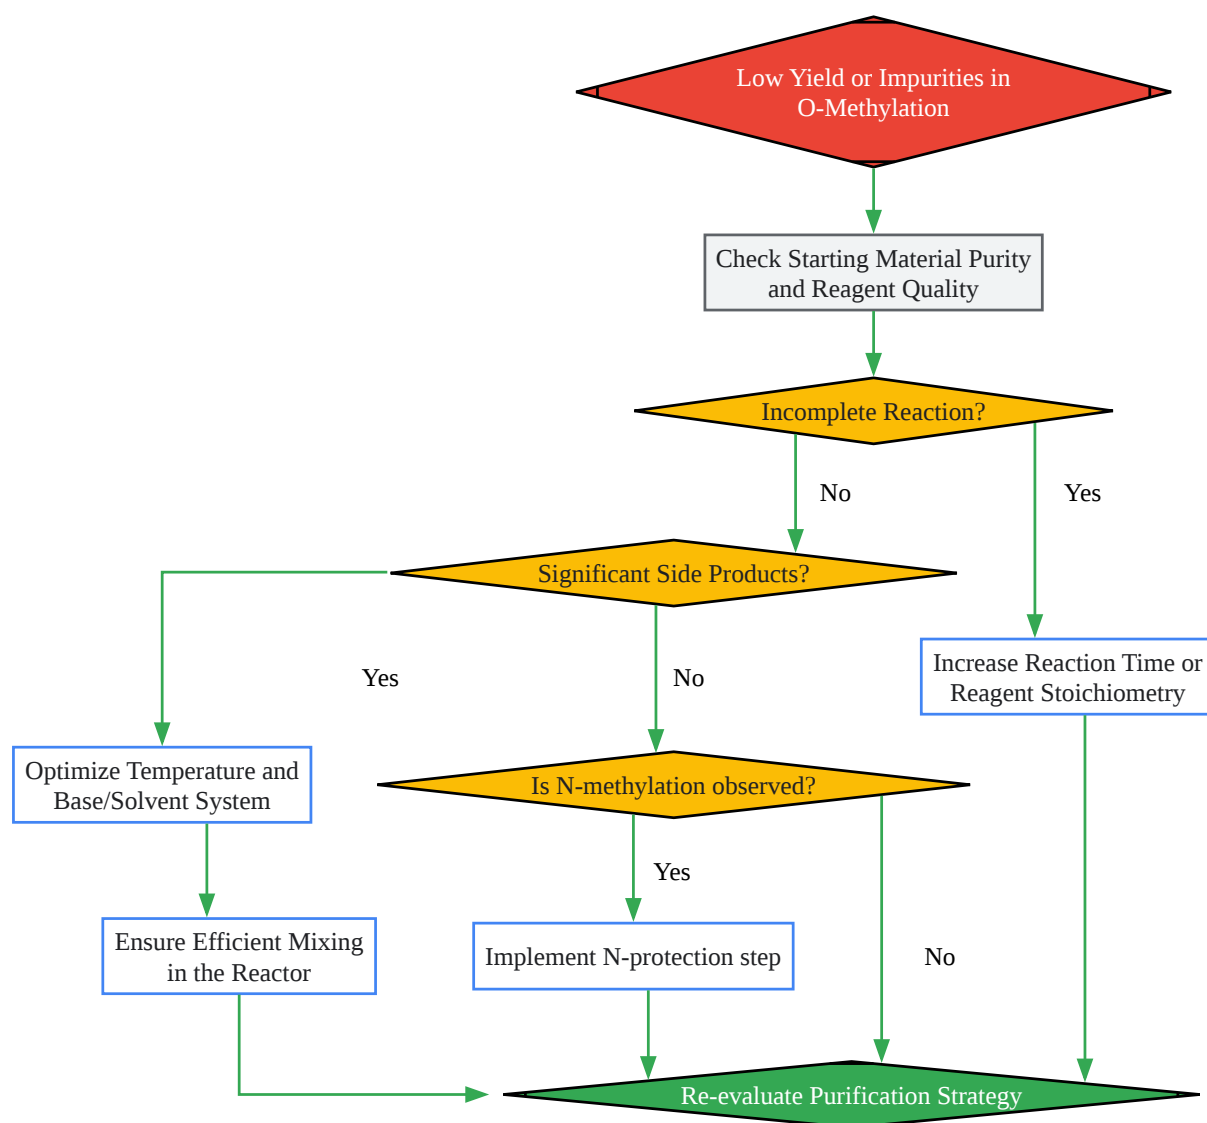 Low Yield or Impurities in
O-Methylation
Check Starting Material Purity
and Reagent Quality
Incomplete Reaction?
No
Yes
Significant Side Products?
Yes
No
Increase Reaction Time or
Reagent Stoichiometry
Optimize Temperature and
Base/Solvent System
Is N-methylation observed?
Yes
No
Ensure Efficient Mixing
in the Reactor
Implement N-protection step
Re-evaluate Purification Strategy